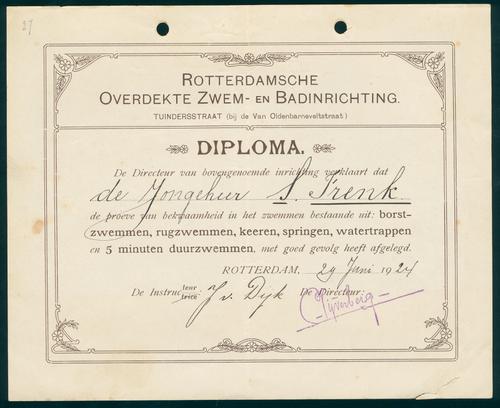 27
ROTTERDAMSCHE
OVERDEKTE ZWEM- EN BADINRICHTING.
TUINDERSSTRAAT (bij de Van Oldenbarneveltstraat)
DIPLOMA.
De Directeur van bovengenoemde inrichting verklaart dat
de Jongeheer S. Frenk
de proeve van bekwaamheid in het zwemmen bestaande uit: borst-
zwemmen, rugzwemmen, keeren, springen, watertrappen
en 5 minuten duurzwemmen, met goed gevolg heeft afgelegd.
ROTTERDAM, 29 Juni 1924
De Instructeur/trice J v. Dijk De Directeur: